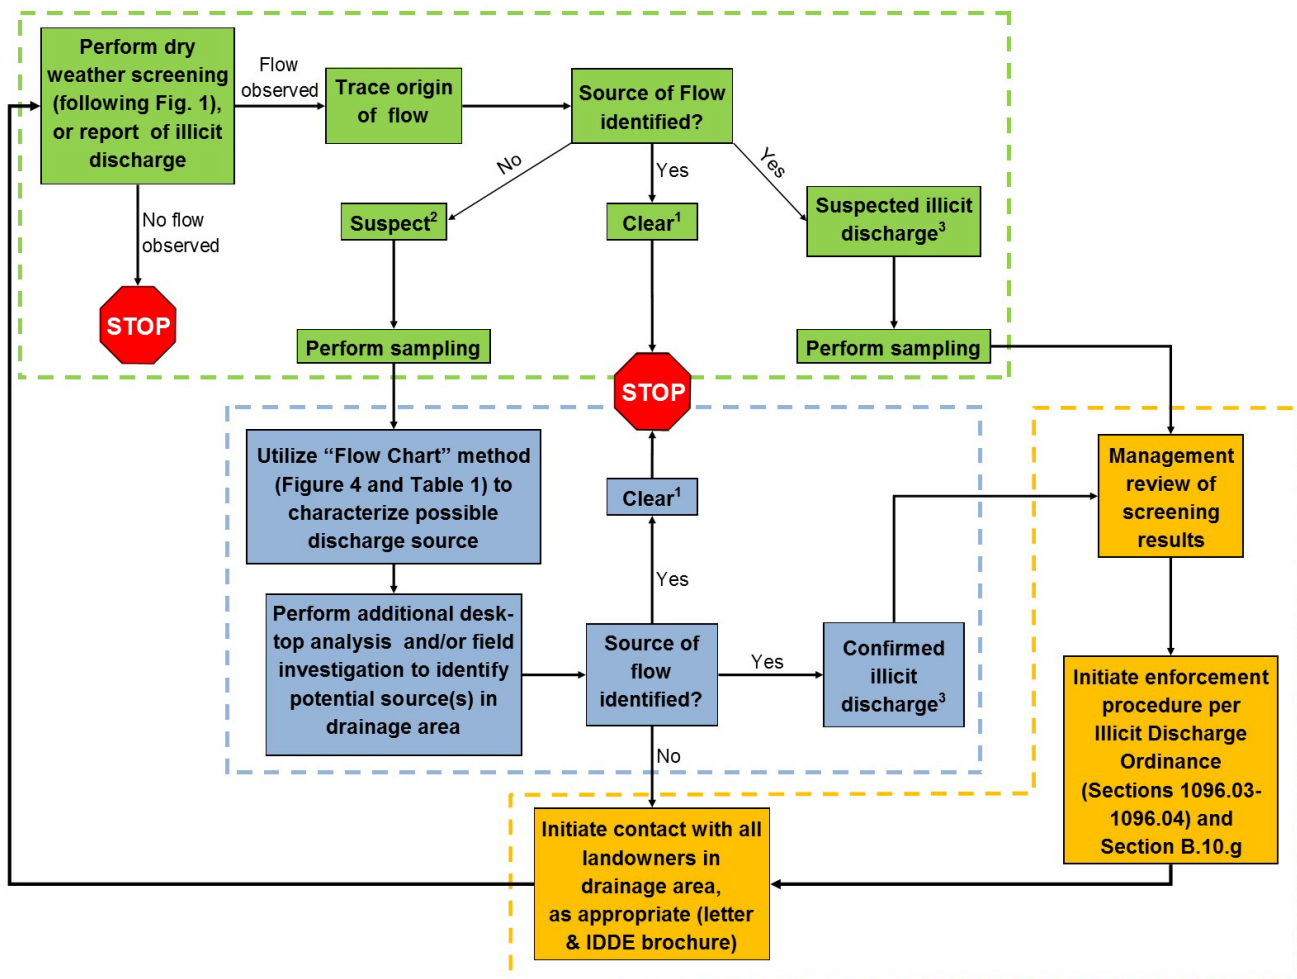 Perform dry
weather screening
(following Fig. 1),
or report of illicit
discharge
Flow
observed
Trace origin
of flow
Source of Flow
identified?
No
Yes
Yes
No flow
observed
STOP
Suspect²
Clear¹
Suspected illicit
discharge³
Perform sampling
Perform sampling
STOP
Utilize “Flow Chart” method
(Figure 4 and Table 1) to
characterize possible
discharge source
Clear¹
Management
review of
screening
results
Yes
Perform additional desk-
top analysis and/or field
investigation to identify
potential source(s) in
drainage area
Source of
flow
identified?
Yes
Confirmed
illicit
discharge³
No
Initiate enforcement
procedure per
Illicit Discharge
Ordinance
(Sections 1096.03-
1096.04) and
Section B.10.g
Initiate contact with all
landowners in
drainage area,
as appropriate (letter
& IDDE brochure)